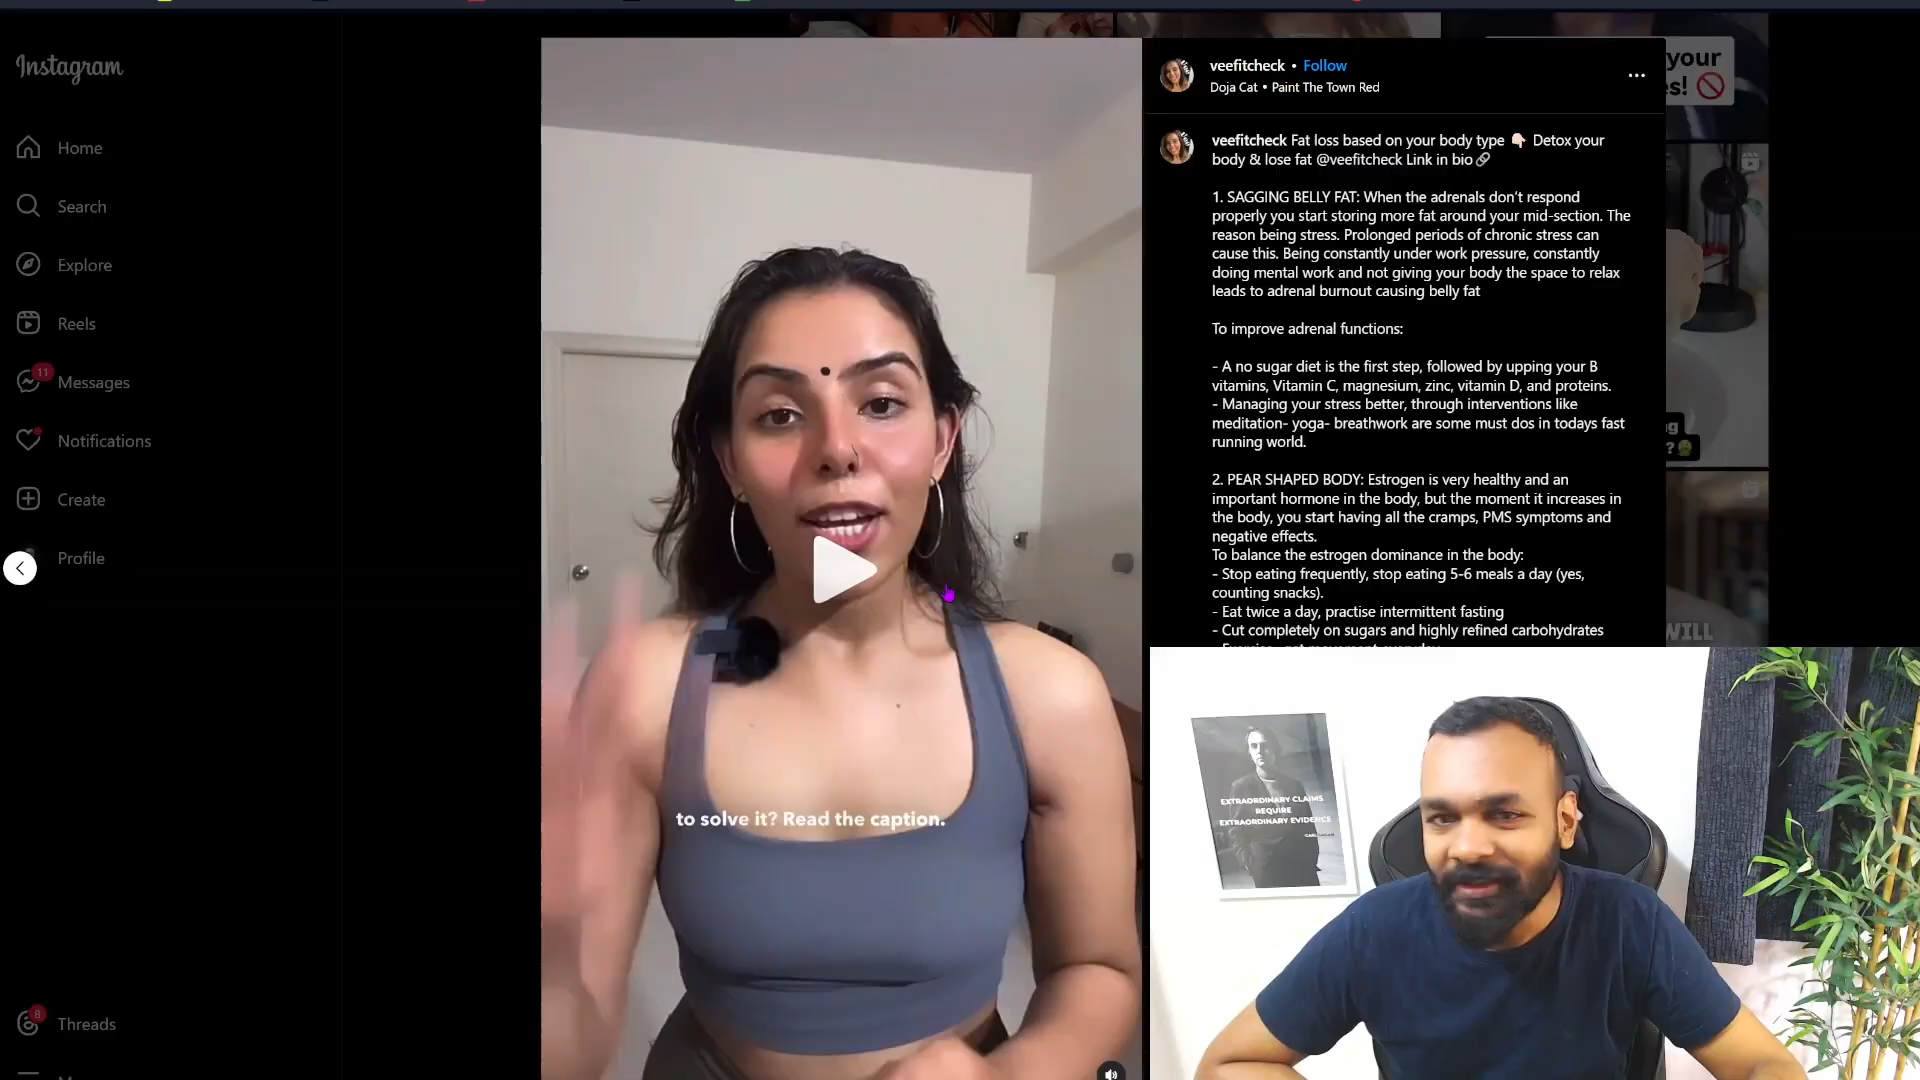 Instagram
Home
Search
Explore
Reels
11
Messages
Notifications
Create
Profile
8
Threads
to solve it? Read the caption.
veefitcheck • Follow
Doja Cat • Paint The Town Red
veefitcheck Fat loss based on your body type 👇🏻 Detox your
body & lose fat @veefitcheck Link in bio🔗
1. SAGGING BELLY FAT: When the adrenals don't respond
properly you start storing more fat around your mid-section. The
reason being stress. Prolonged periods of chronic stress can
cause this. Being constantly under work pressure, constantly
doing mental work and not giving your body the space to relax
leads to adrenal burnout causing belly fat
To improve adrenal functions:
- A no sugar diet is the first step, followed by upping your B
vitamins, Vitamin C, magnesium, zinc, vitamin D, and proteins.
- Managing your stress better, through interventions like
meditation- yoga- breathwork are some must dos in todays fast
running world.
2. PEAR SHAPED BODY: Estrogen is very healthy and an
important hormone in the body, but the moment it increases in
the body, you start having all the cramps, PMS symptoms and
negative effects.
To balance the estrogen dominance in the body:
- Stop eating frequently, stop eating 5-6 meals a day (yes,
counting snacks).
- Eat twice a day, practise intermittent fasting
- Cut completely on sugars and highly refined carbohydrates
your
s! 🚫
WILL
EXTRAORDINARY CLAIMS
REQUIRE
EXTRAORDINARY EVIDENCE